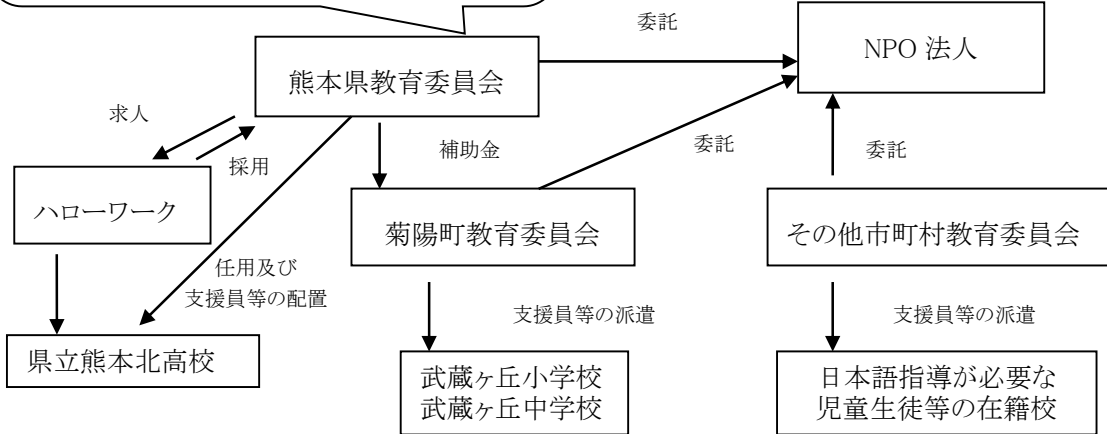 委託
NPO 法人
熊本県教育委員会
求人
採用
補助金
委託
委託
ハローワーク
菊陽町教育委員会
その他市町村教育委員会
任用及び
支援員等の配置
支援員等の派遣
支援員等の派遣
県立熊本北高校
武蔵ヶ丘小学校
武蔵ヶ丘中学校
日本語指導が必要な
児童生徒等の在籍校